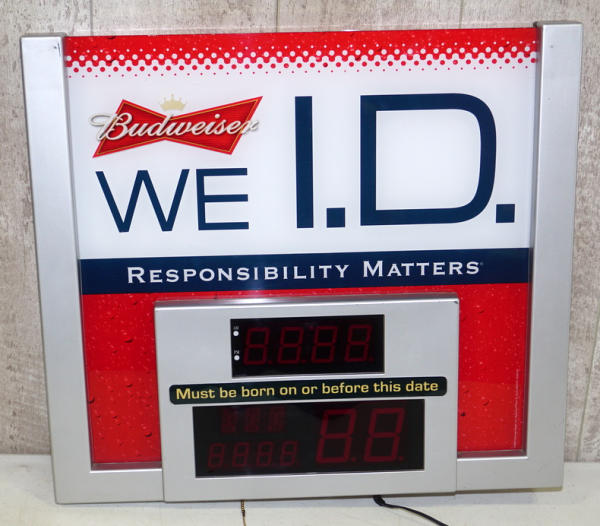 Budweiser
WE I.D.
RESPONSIBILITY MATTERS
Must be born on or before this date